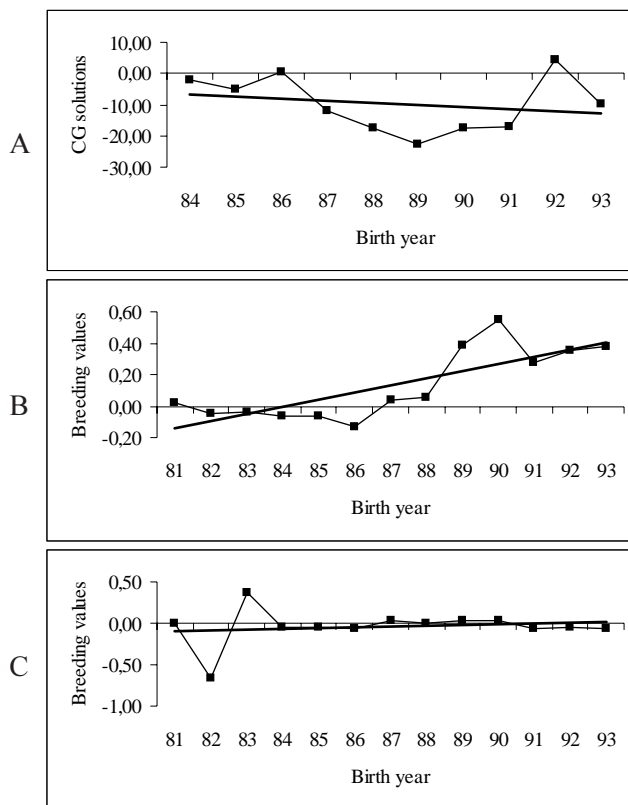 A
CG solutions
10,00
0,00
-10,00
-20,00
-30,00
84 85 86 87 88 89 90 91 92 93
Birth year
B
Breeding values
0,60
0,40
0,20
0,00
-0,20
81 82 83 84 85 86 87 88 89 90 91 92 93
Birth year
C
Breeding values
0,50
0,00
-0,50
-1,00
81 82 83 84 85 86 87 88 89 90 91 92 93
Birth year